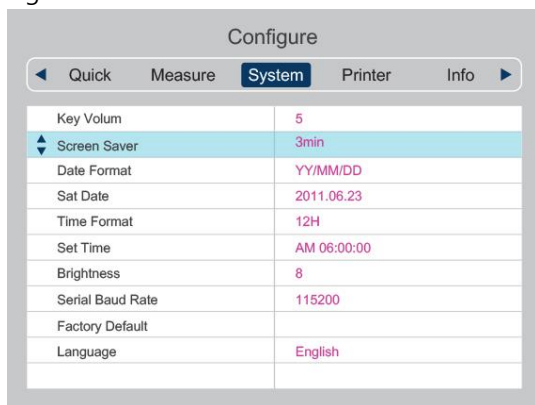 Configure
Quick Measure System Printer Info
Key Volum 5
Screen Saver 3min
Date Format YY/MM/DD
Sat Date 2011.06.23
Time Format 12H
Set Time AM 06:00:00
Brightness 8
Serial Baud Rate 115200
Factory Default
Language English